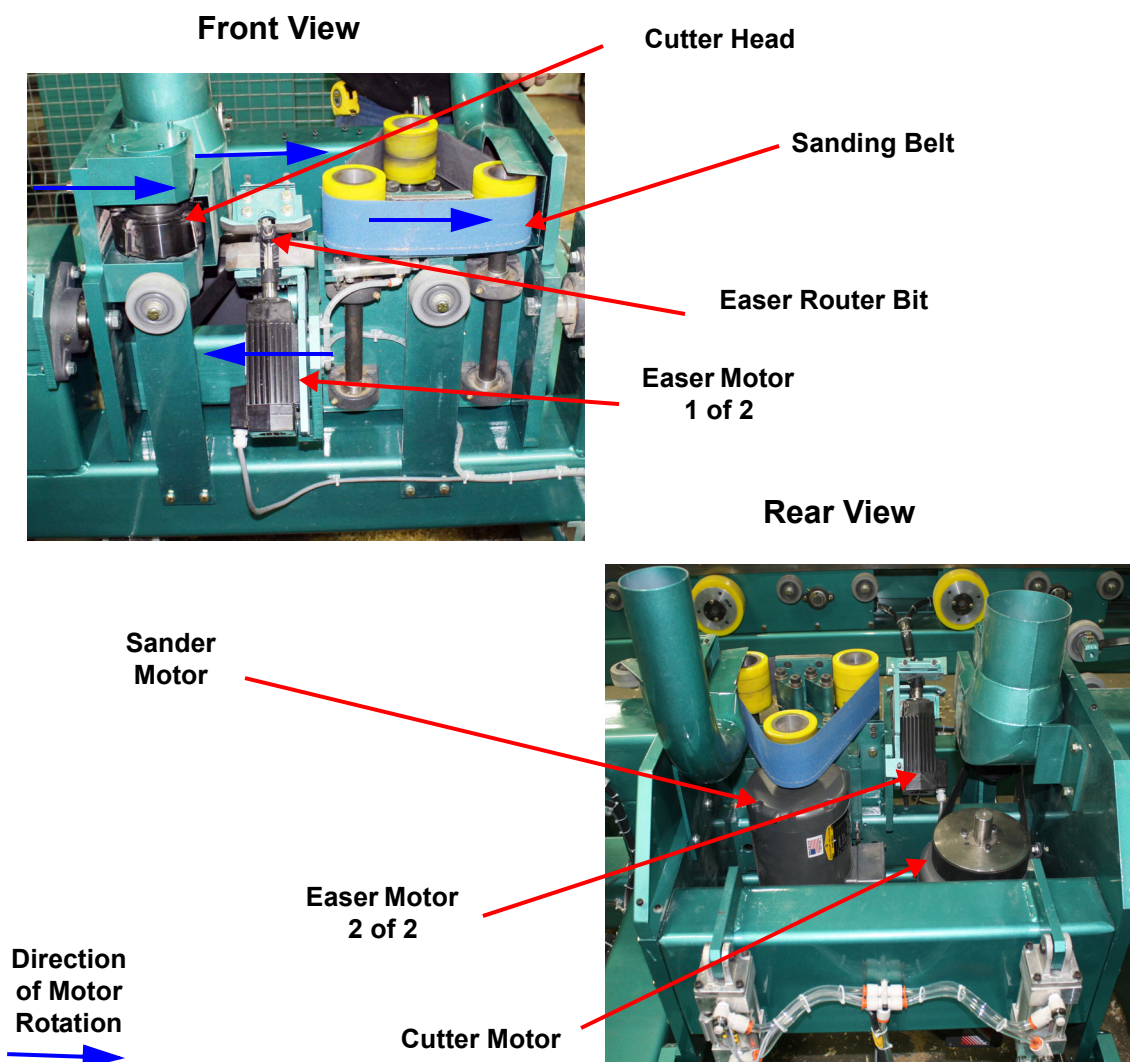 Front View
Cutter Head
Sanding Belt
Easer Router Bit
Easer Motor
1 of 2
Rear View
Sander
Motor
Easer Motor
2 of 2
Direction
of Motor
Rotation
Cutter Motor